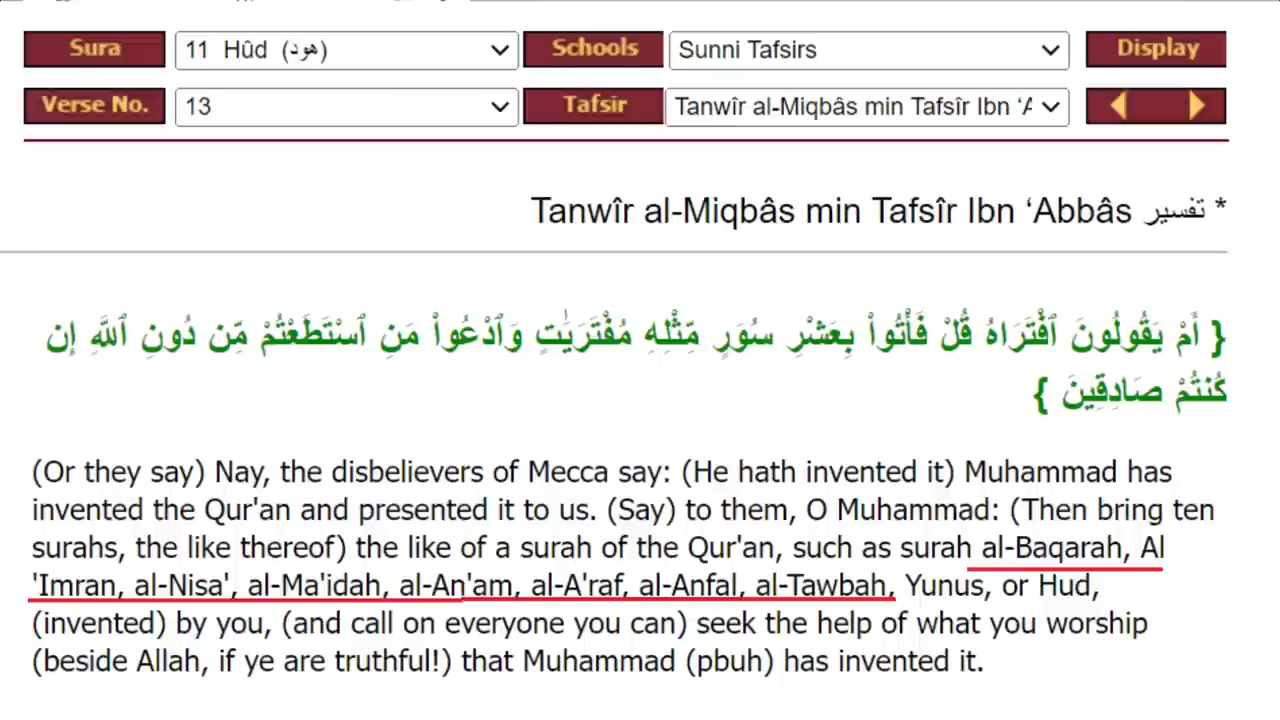 Sura 11 Hûd (هود) Schools Sunni Tafsirs Display
Verse No. 13 Tafsir Tanwîr al-Miqbâs min Tafsîr Ibn ‘A
* تفسير Tanwîr al-Miqbâs min Tafsîr Ibn ‘Abbâs
{ أَمْ يَقُولُونَ ٱفْتَرَاهُ قُلْ فَأْتُواْ بِعَشْرِ سُوَرٍ مِّثْلِهِ مُفْتَرَيَٰتٍ وَٱدْعُواْ مَنِ ٱسْتَطَعْتُمْ مِّن دُونِ ٱللَّهِ إِن
كُنتُمْ صَادِقِينَ }
(Or they say) Nay, the disbelievers of Mecca say: (He hath invented it) Muhammad has
invented the Qur'an and presented it to us. (Say) to them, O Muhammad: (Then bring ten
surahs, the like thereof) the like of a surah of the Qur'an, such as surah al-Baqarah, Al
'Imran, al-Nisa', al-Ma'idah, al-An'am, al-A'raf, al-Anfal, al-Tawbah, Yunus, or Hud,
(invented) by you, (and call on everyone you can) seek the help of what you worship
(beside Allah, if ye are truthful!) that Muhammad (pbuh) has invented it.